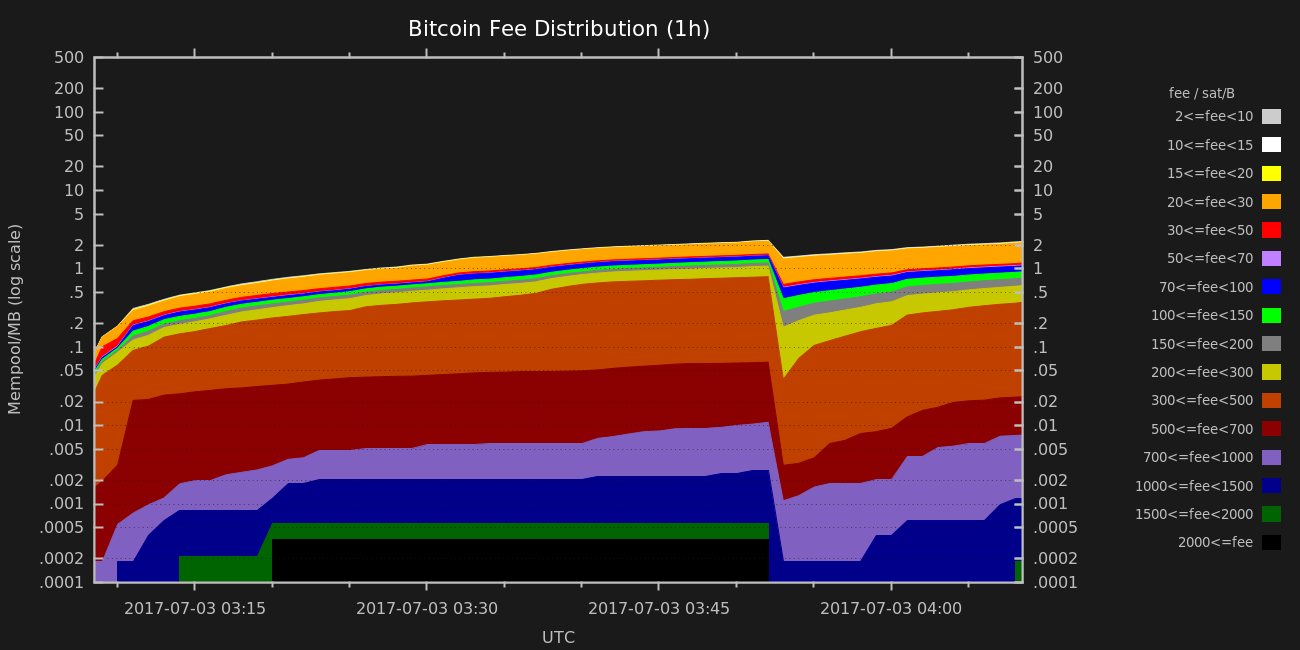 Bitcoin Fee Distribution (1h)
500
200
100
50
20
10
5
2
1
.5
.2
.1
.05
.02
.01
.005
.002
.001
.0005
.0002
.0001
Mempool/MB (log scale)
500
200
100
50
20
10
5
2
1
.5
.2
.1
.05
.02
.01
.005
.002
.001
.0005
.0002
.0001
2017-07-03 03:15
2017-07-03 03:30
2017-07-03 03:45
2017-07-03 04:00
UTC
fee / sat/B
2<=fee<10
10<=fee<15
15<=fee<20
20<=fee<30
30<=fee<50
50<=fee<70
70<=fee<100
100<=fee<150
150<=fee<200
200<=fee<300
300<=fee<500
500<=fee<700
700<=fee<1000
1000<=fee<1500
1500<=fee<2000
2000<=fee